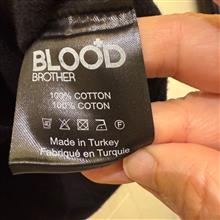 BLOOD
BROTHER
100% COTTON
100% COTON
Made in Turkey
Fabriqué en Turquie